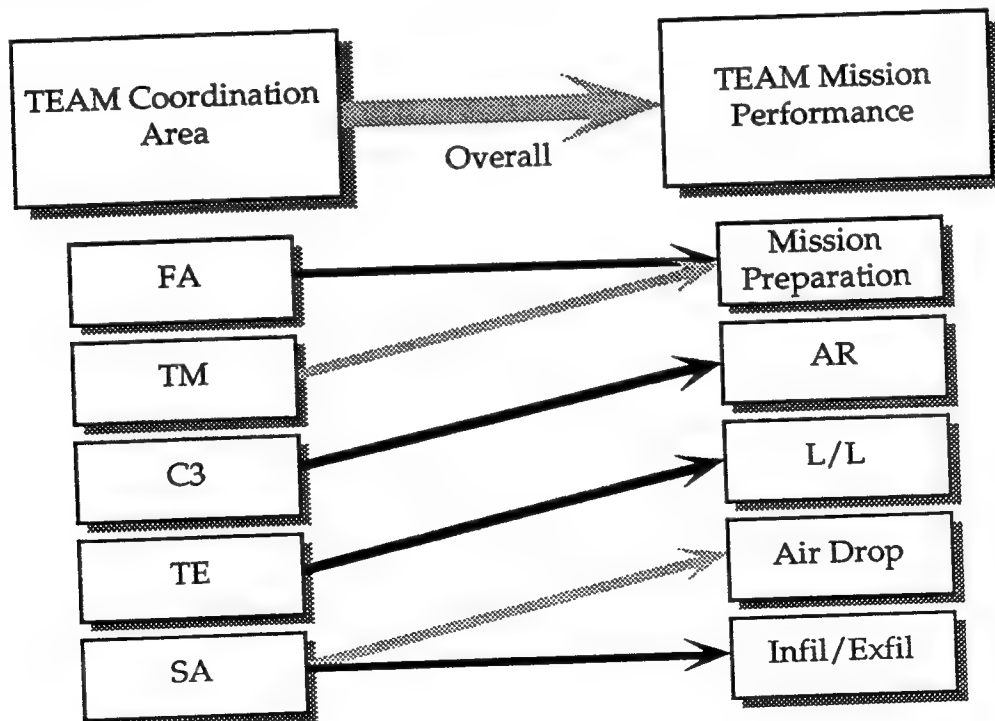 TEAM Coordination
Area
Overall
TEAM Mission
Performance
FA
Mission
Preparation
TM
AR
C3
L/L
TE
Air Drop
SA
Infil/Exfil